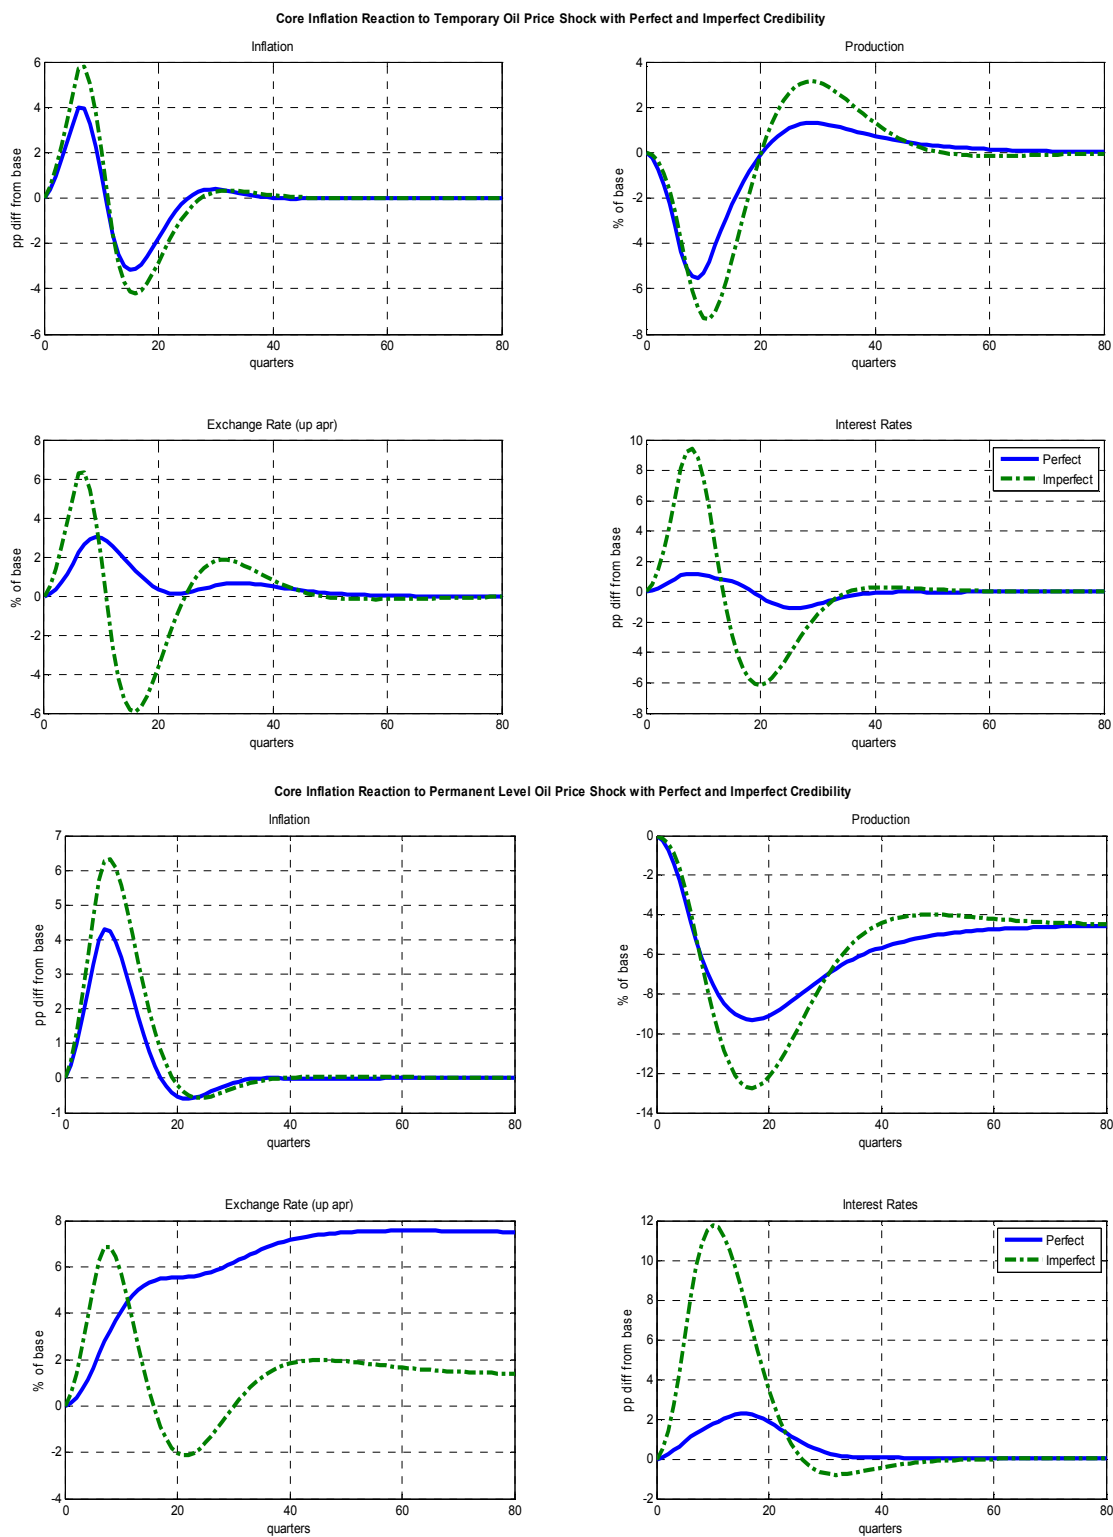 Core Inflation Reaction to Temporary Oil Price Shock with Perfect and Imperfect Credibility
Inflation
6
4
2
0
-2
-4
-6
pp diff from base
0 20 40 60 80
quarters
Production
4
2
0
-2
-4
-6
-8
% of base
0 20 40 60 80
quarters
Exchange Rate (up apr)
8
6
4
2
0
-2
-4
-6
% of base
0 20 40 60 80
quarters
Interest Rates
10
8
6
4
2
0
-2
-4
-6
-8
pp diff from base
Perfect
Imperfect
0 20 40 60 80
quarters
Core Inflation Reaction to Permanent Level Oil Price Shock with Perfect and Imperfect Credibility
Inflation
7
6
5
4
3
2
1
0
-1
pp diff from base
0 20 40 60 80
quarters
Production
0
-2
-4
-6
-8
-10
-12
-14
% of base
0 20 40 60 80
quarters
Exchange Rate (up apr)
8
6
4
2
0
-2
-4
% of base
0 20 40 60 80
quarters
Interest Rates
12
10
8
6
4
2
0
-2
pp diff from base
Perfect
Imperfect
0 20 40 60 80
quarters